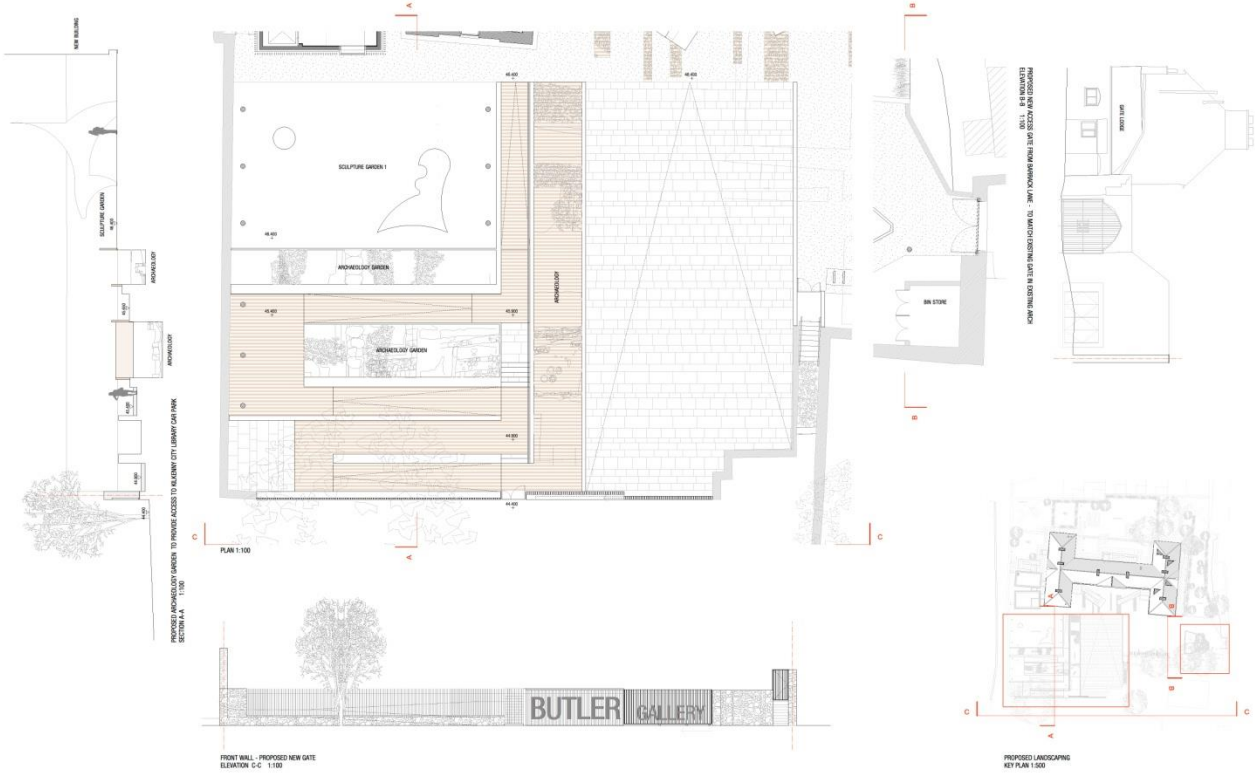 NEW BUILDING
SCULPTURE GARDEN
ARCHAEOLOGY
ARCHAEOLOGY
PROPOSED ARCHAEOLOGY GARDEN TO PROVIDE ACCESS TO KILKENNY CITY LIBRARY CAR PARK
SECTION A-A 1:100
A
SCULPTURE GARDEN 1
ARCHAEOLOGY GARDEN
ARCHAEOLOGY
ARCHAEOLOGY GARDEN
C
C
PLAN 1:100
A
BUTLER GALLERY
FRONT WALL - PROPOSED NEW GATE
ELEVATION C-C 1:100
B
BIN STORE
B
PROPOSED NEW ACCESS GATE FROM BARRACK LANE - TO MATCH EXISTING GATE IN EXISTING ARCH
ELEVATION B-B 1:100
GATE LODGE
A
B
B
C
C
A
PROPOSED LANDSCAPING
KEY PLAN 1:500